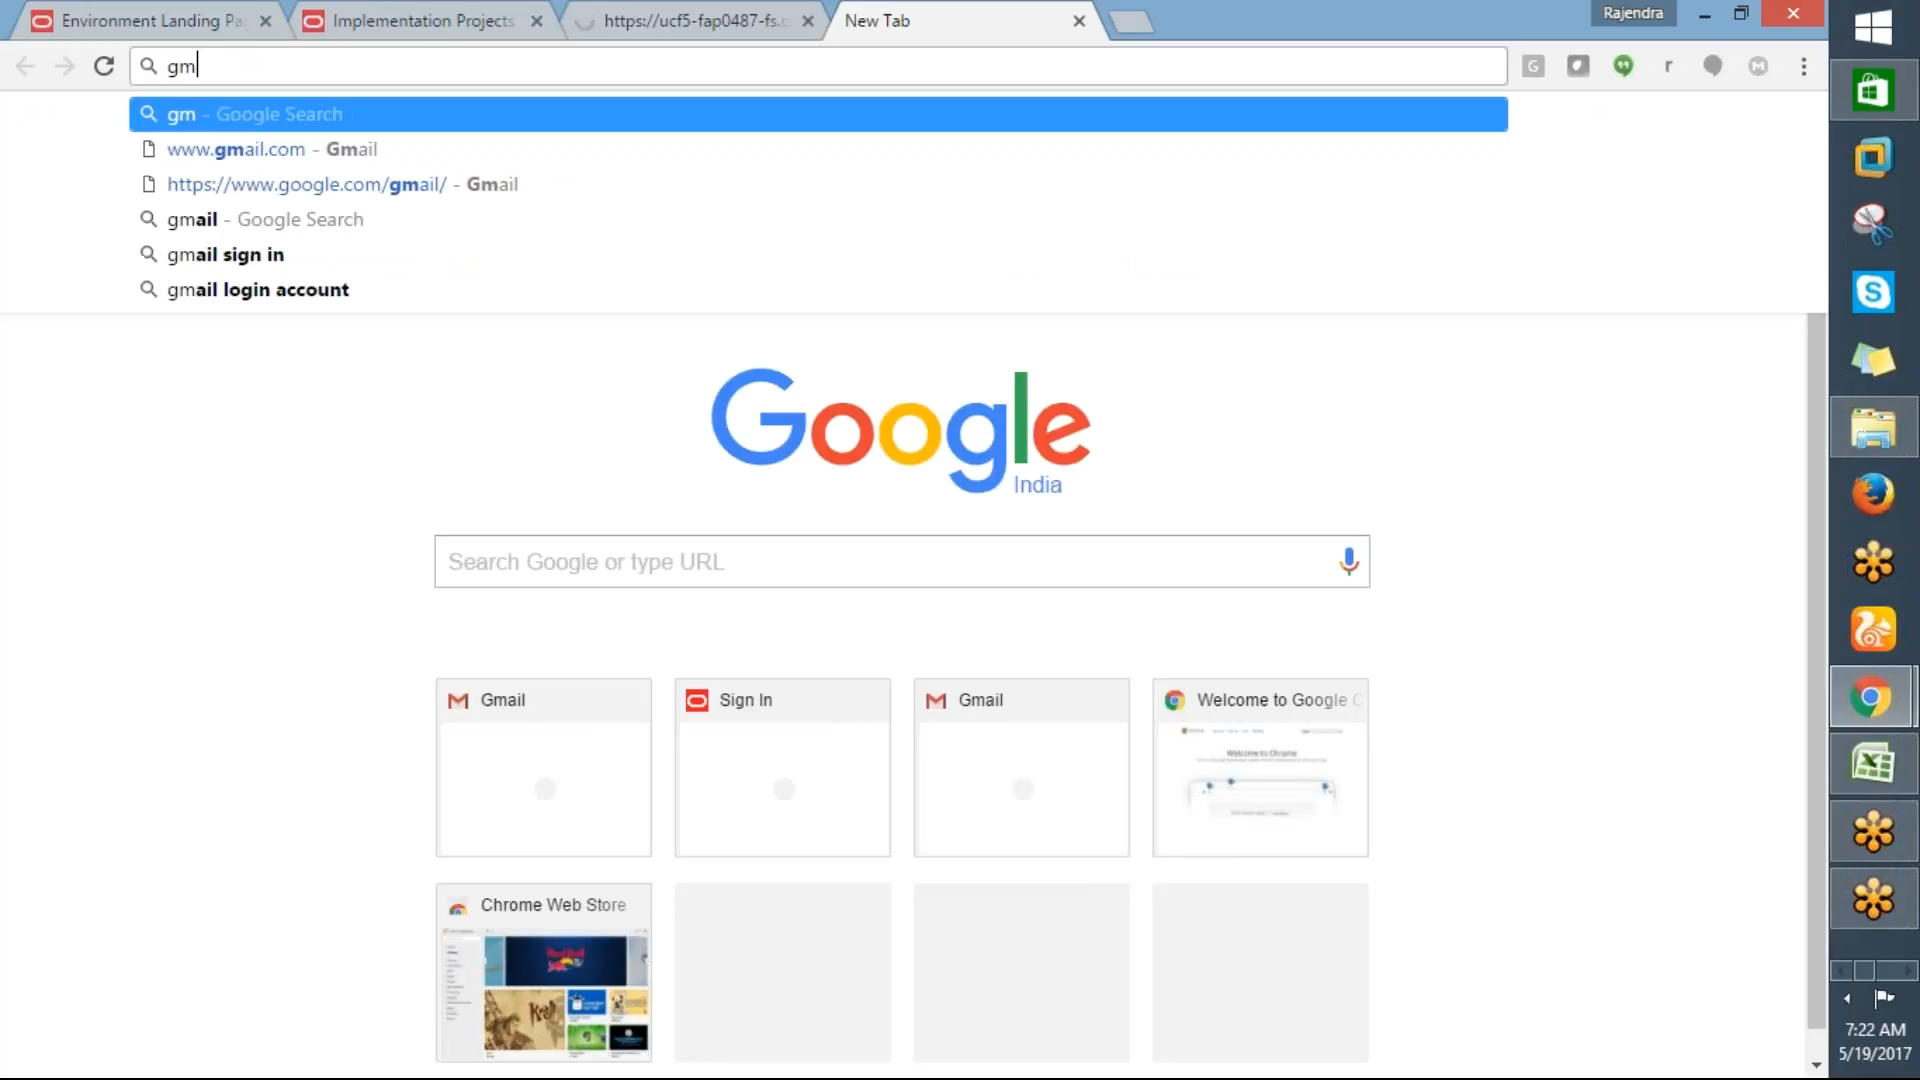 Environment Landing Pa
Implementation Projects
https://ucf5-fap0487-fs.
New Tab
Rajendra
gm
gm - Google Search
www.gmail.com - Gmail
https://www.google.com/gmail/ - Gmail
gmail - Google Search
gmail sign in
gmail login account
Google
India
Search Google or type URL
Gmail
Sign In
Gmail
Welcome to Google C
Welcome to Chrome
Chrome Web Store
7:22 AM
5/19/2017